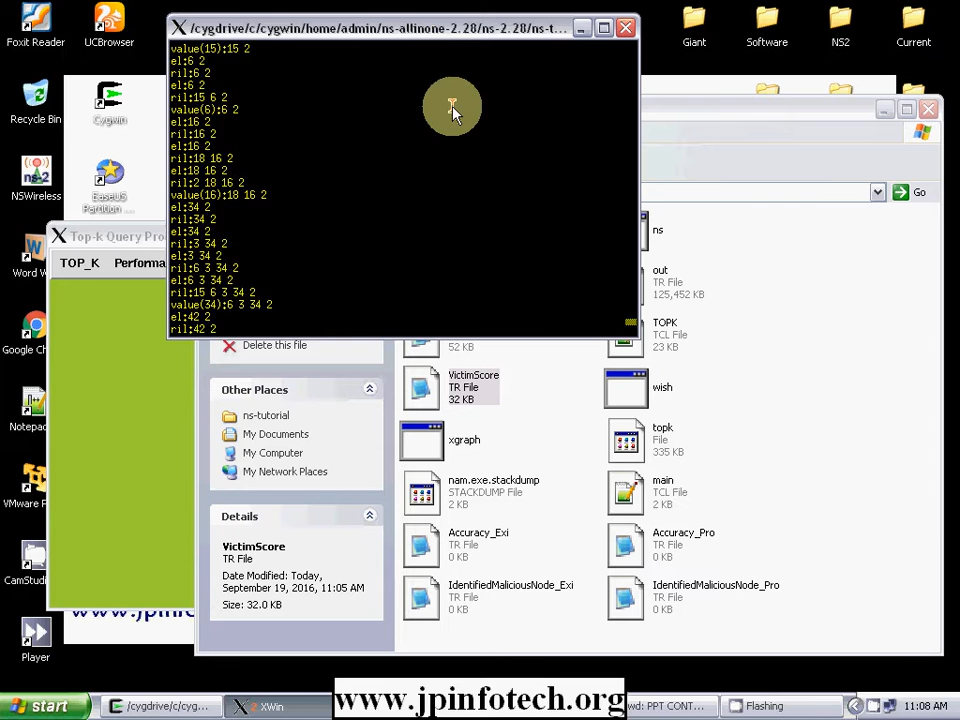 Foxit Reader
UCBrowser
/cygdrive/c/cygwin/home/admin/ns-allinone-2.28/ns-2.28/ns-t...
Giant
Software
NS2
Current
value(15):15 2
el:6 2
ril:6 2
el:6 2
ril:15 6 2
value(6):6 2
el:16 2
ril:16 2
el:16 2
ril:18 16 2
el:18 16 2
ril:2 18 16 2
value(16):18 16 2
el:34 2
ril:34 2
el:34 2
ril:3 34 2
el:3 34 2
ril:6 3 34 2
el:6 3 34 2
ril:15 6 3 34 2
value(34):6 3 34 2
el:42 2
ril:42 2
Recycle Bin
Cygwin
NSWireless
EaseUS
Partition ...
Go
Top-k Query Pro
TOP_K Performa
Word
Google Ch
Notepa
VMware
CamStudi
Player
ns
out
TR File
125,452 KB
TOPK
TCL File
23 KB
52 KB
Delete this file
Other Places
ns-tutorial
My Documents
My Computer
My Network Places
Details
VictimScore
TR File
Date Modified: Today,
September 19, 2016, 11:05 AM
Size: 32.0 KB
VictimScore
TR File
32 KB
wish
xgraph
topk
File
335 KB
nam.exe.stackdump
STACKDUMP File
2 KB
main
TCL File
2 KB
Accuracy_Exi
TR File
0 KB
Accuracy_Pro
TR File
0 KB
IdentifiedMaliciousNode_Exi
TR File
0 KB
IdentifiedMaliciousNode_Pro
TR File
0 KB
start
/cygdrive/c/cyg...
2 XWin
www.jpinfotech.org
wd: PPT CONT...
Flashing
11:08 AM